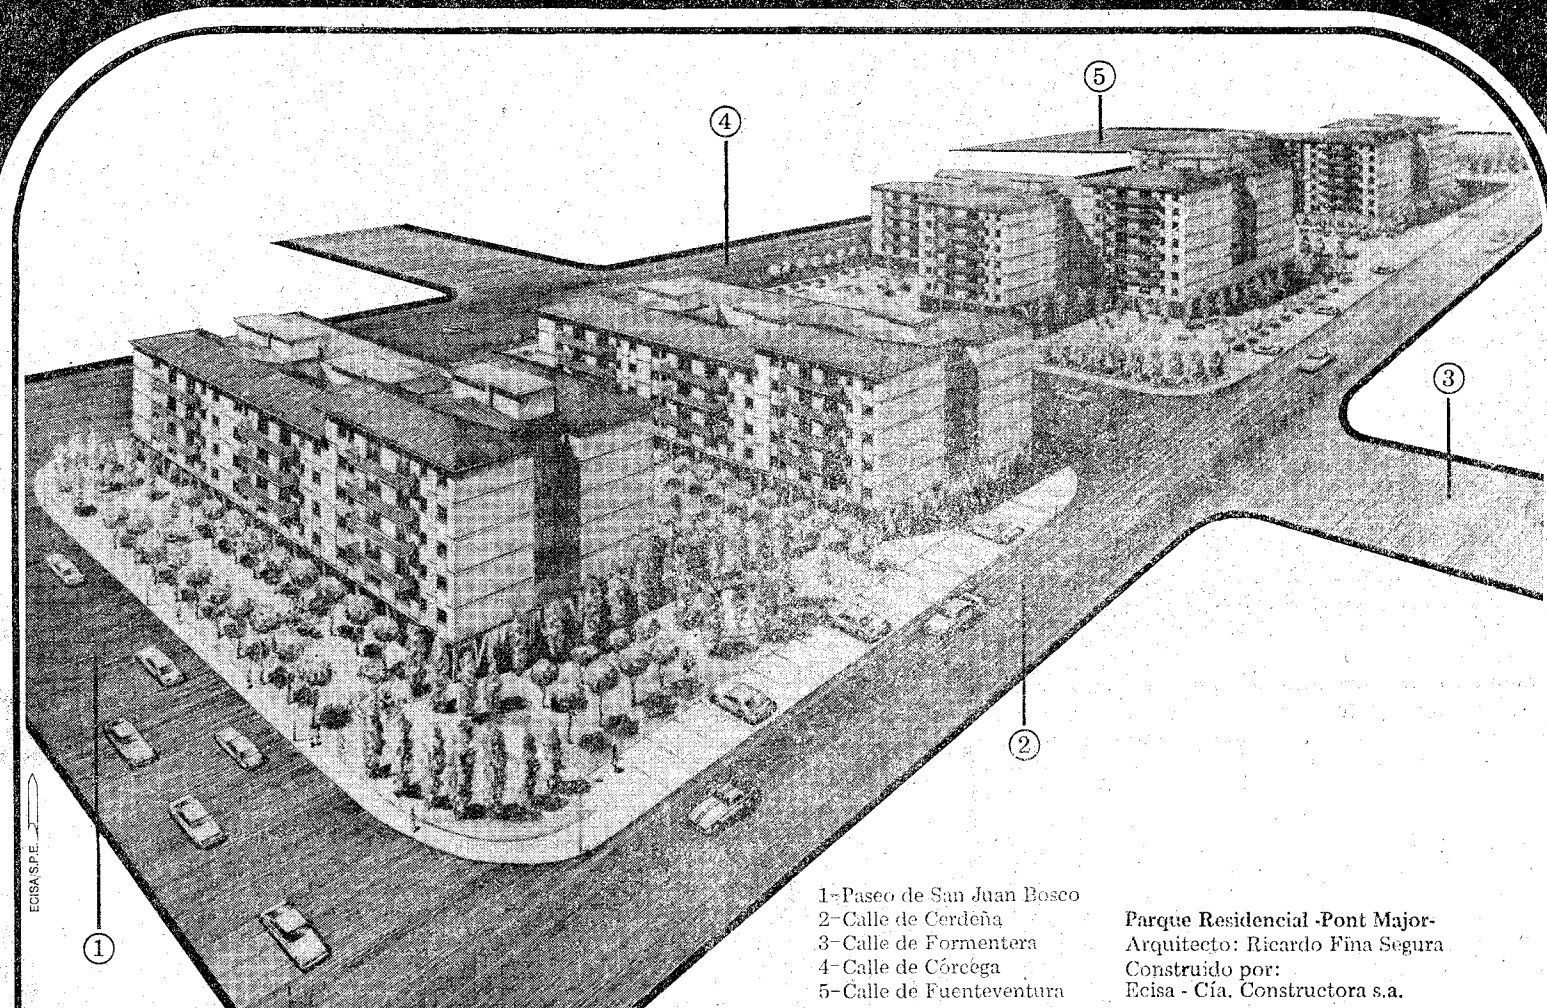 5
4
3
2
1
ECISA/S.P.E.
1-Paseo de San Juan Bosco
2-Calle de Cerdeña
3-Calle de Formentera
4-Calle de Córcega
5-Calle de Fuenteventura
Parque Residencial -Pont Major-
Arquitecto: Ricardo Fina Segura
Construido por:
Ecisa - Cía. Constructora s.a.